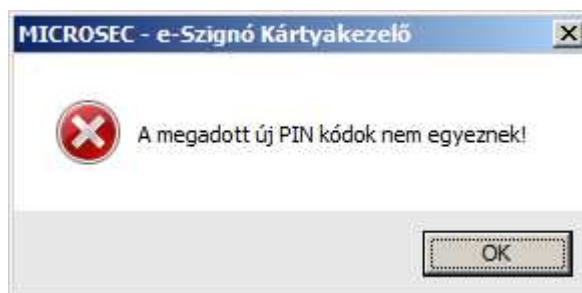 MICROSEC - e-Szignó Kártyakezelő
A megadott új PIN kódok nem egyeznek!
OK